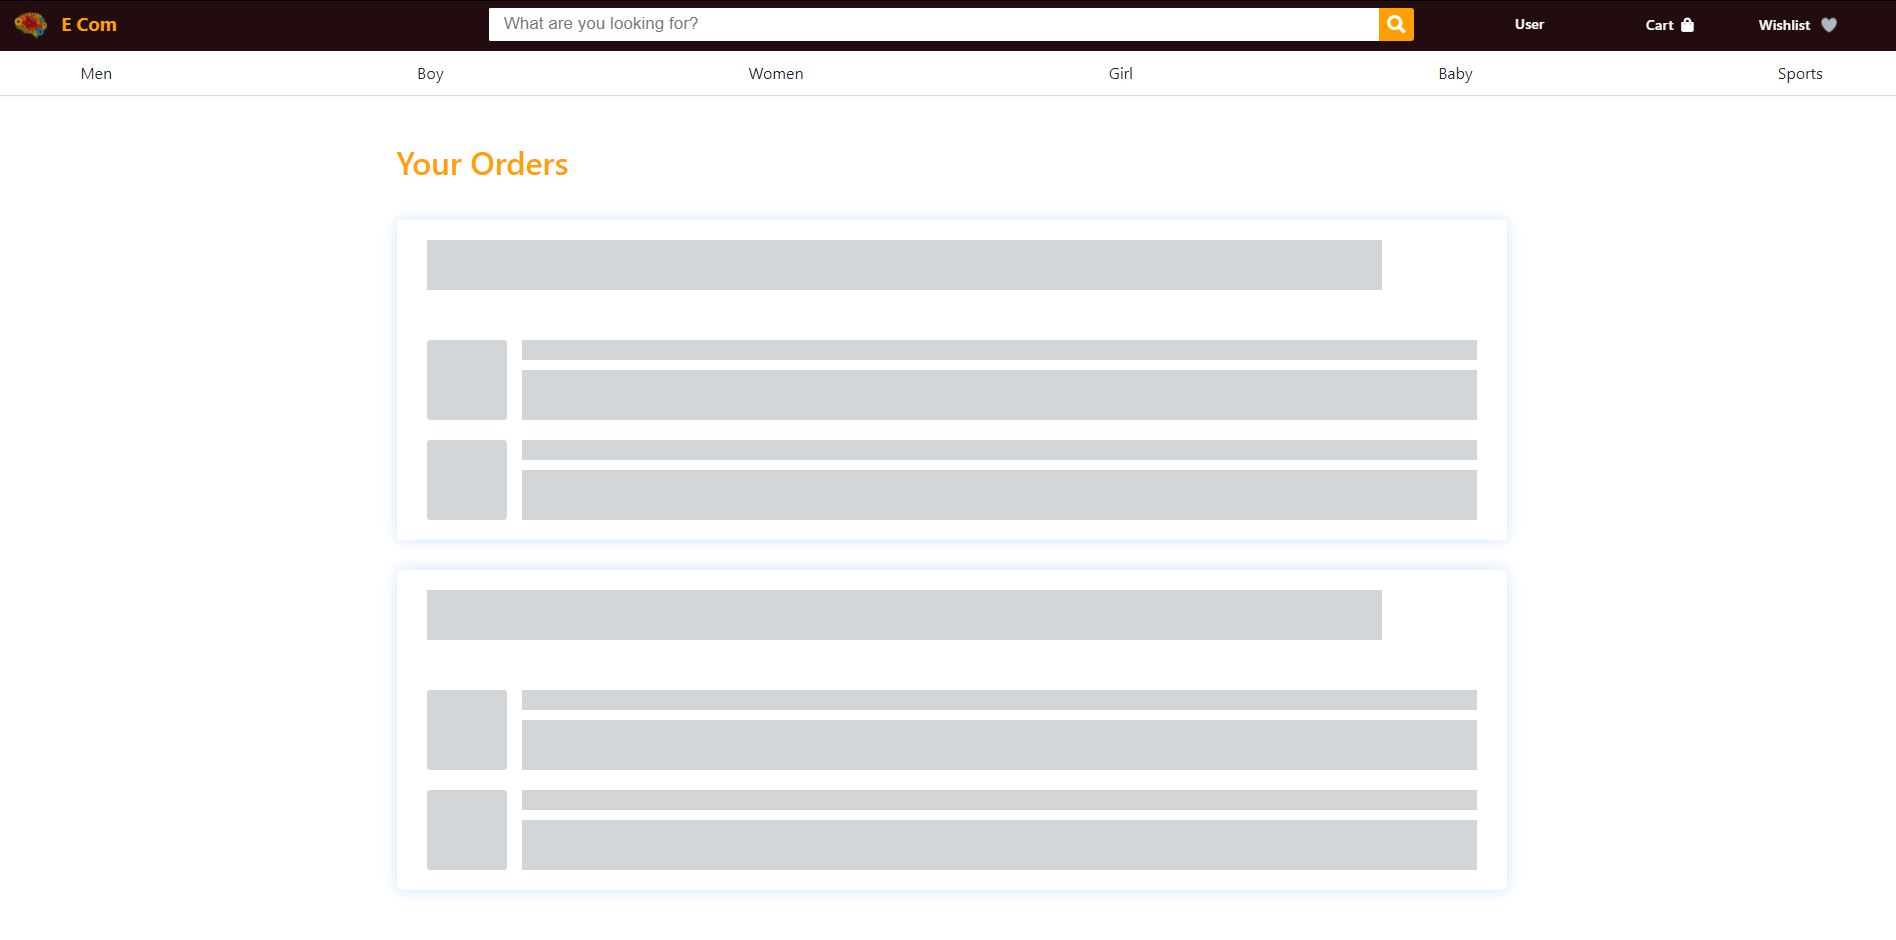 E Com
What are you looking for?
User
Cart
Wishlist
Men
Boy
Women
Girl
Baby
Sports
Your Orders